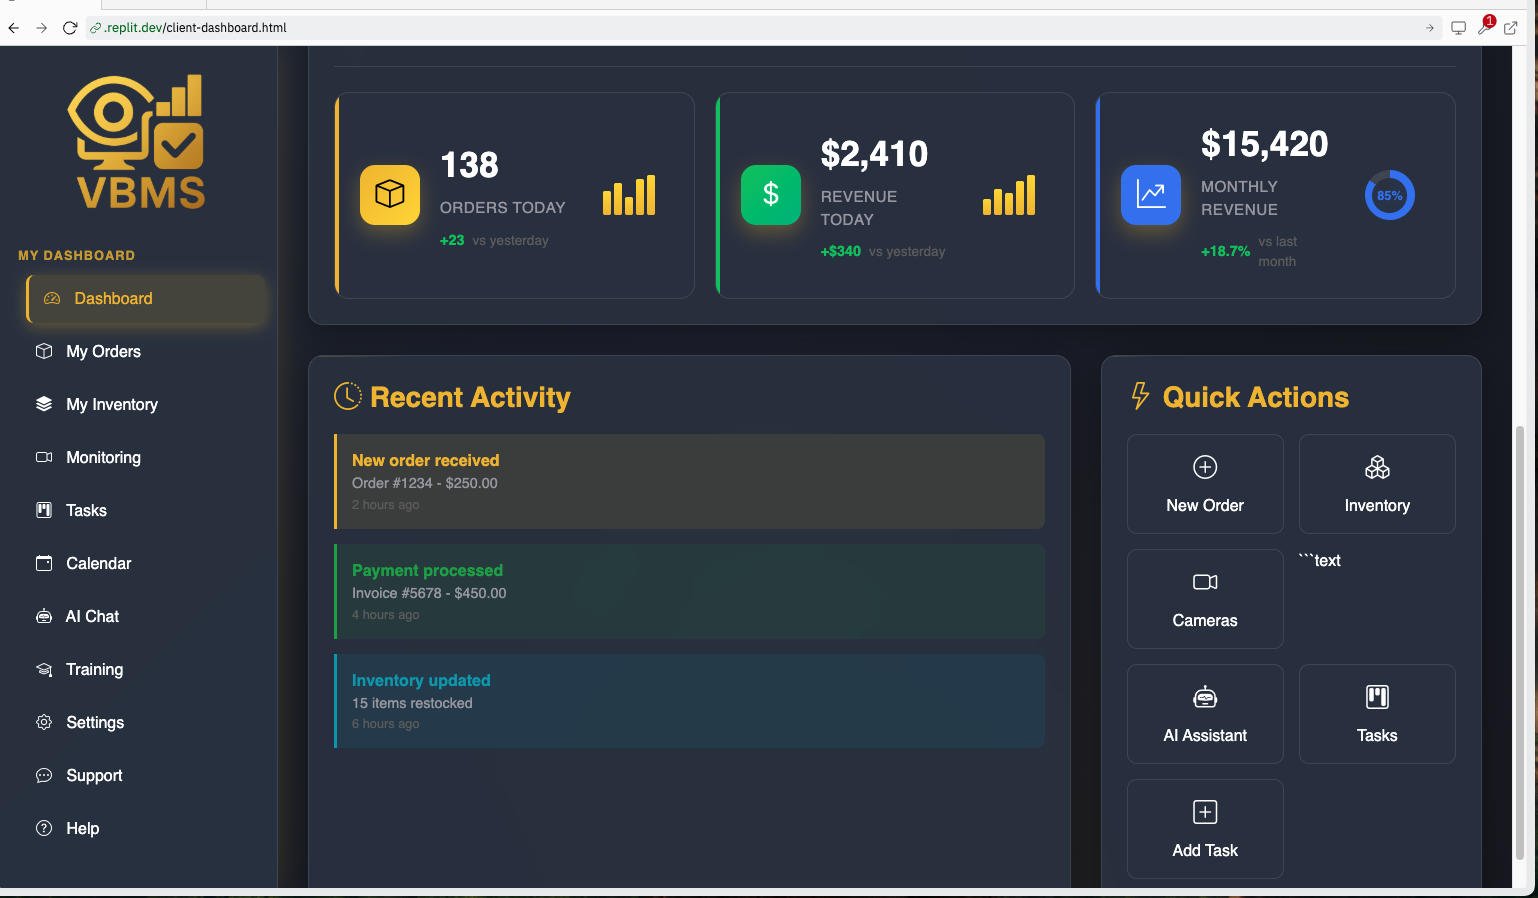 .replit.dev/client-dashboard.html
1
VBMS
MY DASHBOARD
Dashboard
My Orders
My Inventory
Monitoring
Tasks
Calendar
AI Chat
Training
Settings
Support
Help
138
ORDERS TODAY
+23 vs yesterday
$
$2,410
REVENUE
TODAY
+$340 vs yesterday
$15,420
MONTHLY
REVENUE
+18.7% vs last
month
85%
Recent Activity
New order received
Order #1234 - $250.00
2 hours ago
Payment processed
Invoice #5678 - $450.00
4 hours ago
Inventory updated
15 items restocked
6 hours ago
Quick Actions
New Order
Inventory
Cameras
```text
AI Assistant
Tasks
Add Task